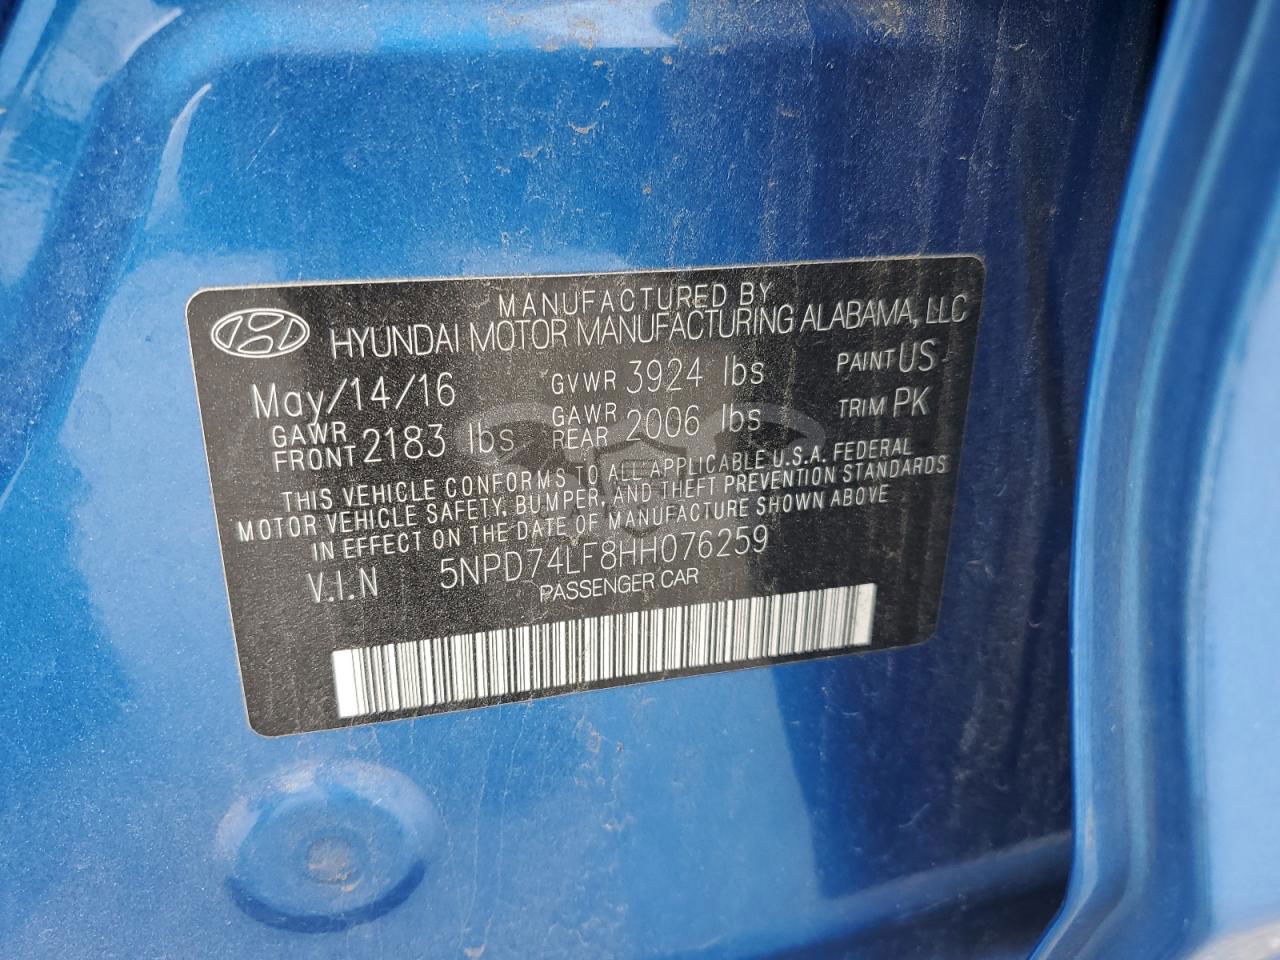 MANUFACTURED BY
HYUNDAI MOTOR MANUFACTURING ALABAMA, LLC
May/14/16 GVWR 3924 lbs PAINT US
GAWR FRONT 2183 lbs GAWR REAR 2006 lbs TRIM PK
THIS VEHICLE CONFORMS TO ALL APPLICABLE U.S.A. FEDERAL
MOTOR VEHICLE SAFETY, BUMPER, AND THEFT PREVENTION STANDARDS
IN EFFECT ON THE DATE OF MANUFACTURE SHOWN ABOVE
V.I.N 5NPD74LF8HH076259
PASSENGER CAR